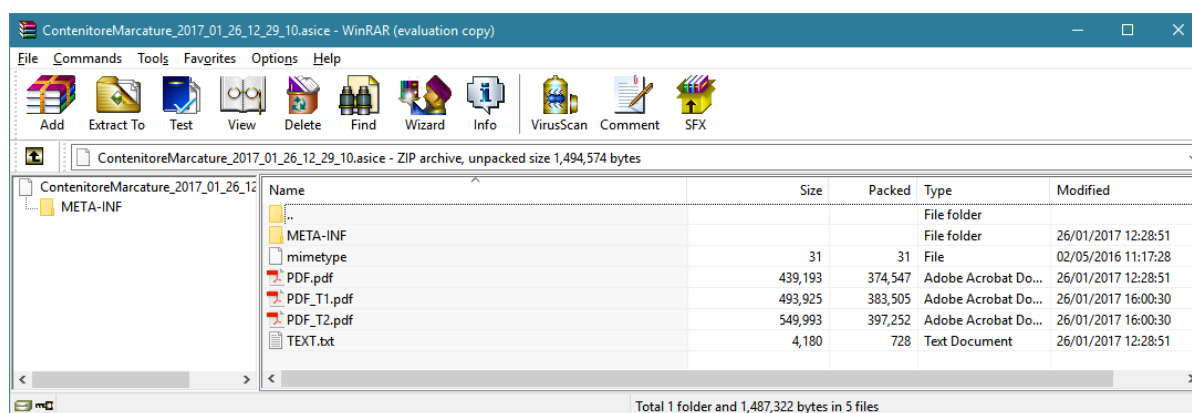 ContenitoreMarcature_2017_01_26_12_29_10.asice - WinRAR (evaluation copy)
File Commands Tools Favorites Options Help
Add Extract To Test View Delete Find Wizard Info VirusScan Comment SFX
ContenitoreMarcature_2017_01_26_12_29_10.asice - ZIP archive, unpacked size 1,494,574 bytes
ContenitoreMarcature_2017_01_26_12
META-INF
Name Size Packed Type Modified
.. File folder
META-INF File folder 26/01/2017 12:28:51
mimetype 31 31 File 02/05/2016 11:17:28
PDF.pdf 439,193 374,547 Adobe Acrobat Do... 26/01/2017 12:28:51
PDF_T1.pdf 493,925 383,505 Adobe Acrobat Do... 26/01/2017 16:00:30
PDF_T2.pdf 549,993 397,252 Adobe Acrobat Do... 26/01/2017 16:00:30
TEXT.txt 4,180 728 Text Document 26/01/2017 12:28:51
Total 1 folder and 1,487,322 bytes in 5 files